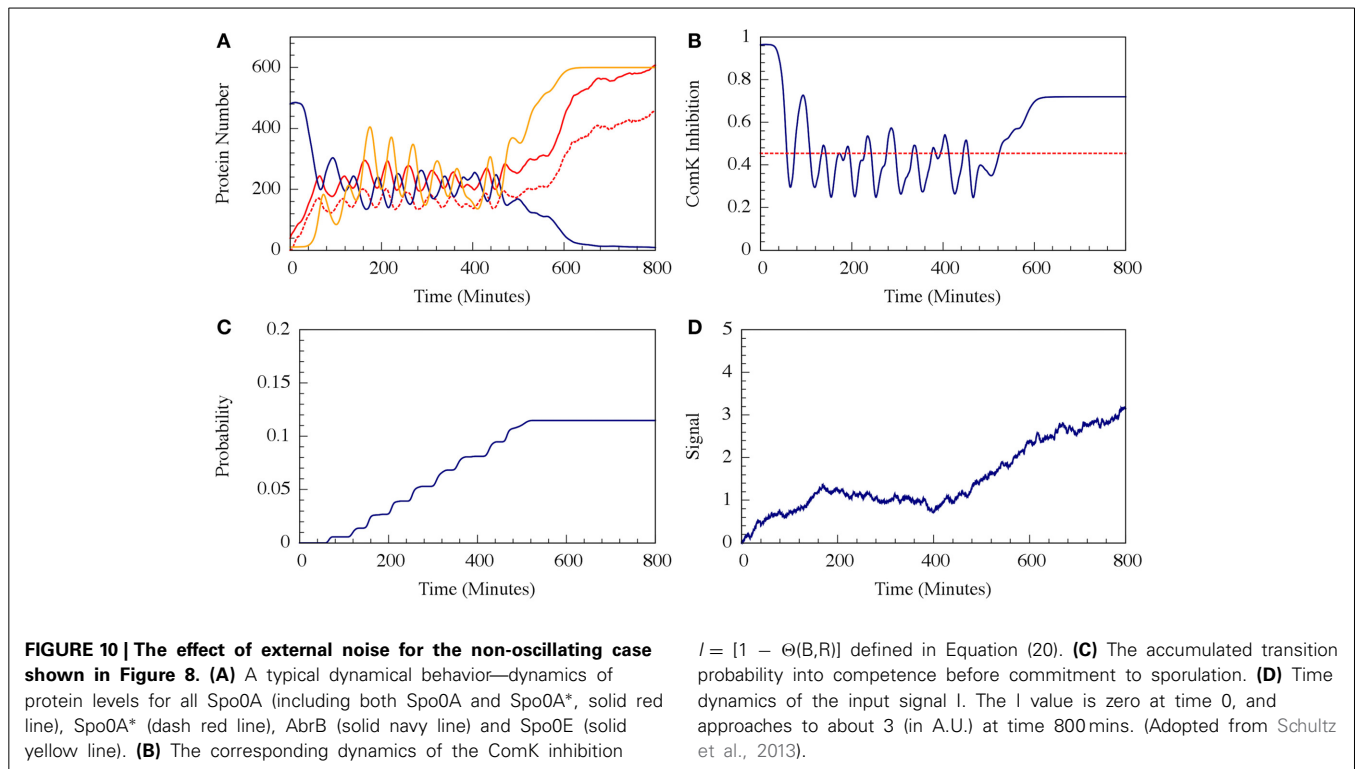 A
Protein Number
600
400
200
0
0 200 400 600 800
Time (Minutes)
B
ComK Inhibition
1
0.8
0.6
0.4
0.2
0
0 200 400 600 800
Time (Minutes)
C
Probability
0.2
0.15
0.1
0.05
0
0 200 400 600 800
Time (Minutes)
D
Signal
5
4
3
2
1
0
0 200 400 600 800
Time (Minutes)
FIGURE 10 | The effect of external noise for the non-oscillating case
shown in Figure 8. (A) A typical dynamical behavior—dynamics of
protein levels for all Spo0A (including both Spo0A and Spo0A*, solid red
line), Spo0A* (dash red line), AbrB (solid navy line) and Spo0E (solid
yellow line). (B) The corresponding dynamics of the ComK inhibition
I = [1 − Θ(B,R)] defined in Equation (20). (C) The accumulated transition
probability into competence before commitment to sporulation. (D) Time
dynamics of the input signal I. The I value is zero at time 0, and
approaches to about 3 (in A.U.) at time 800 mins. (Adopted from Schultz
et al., 2013).